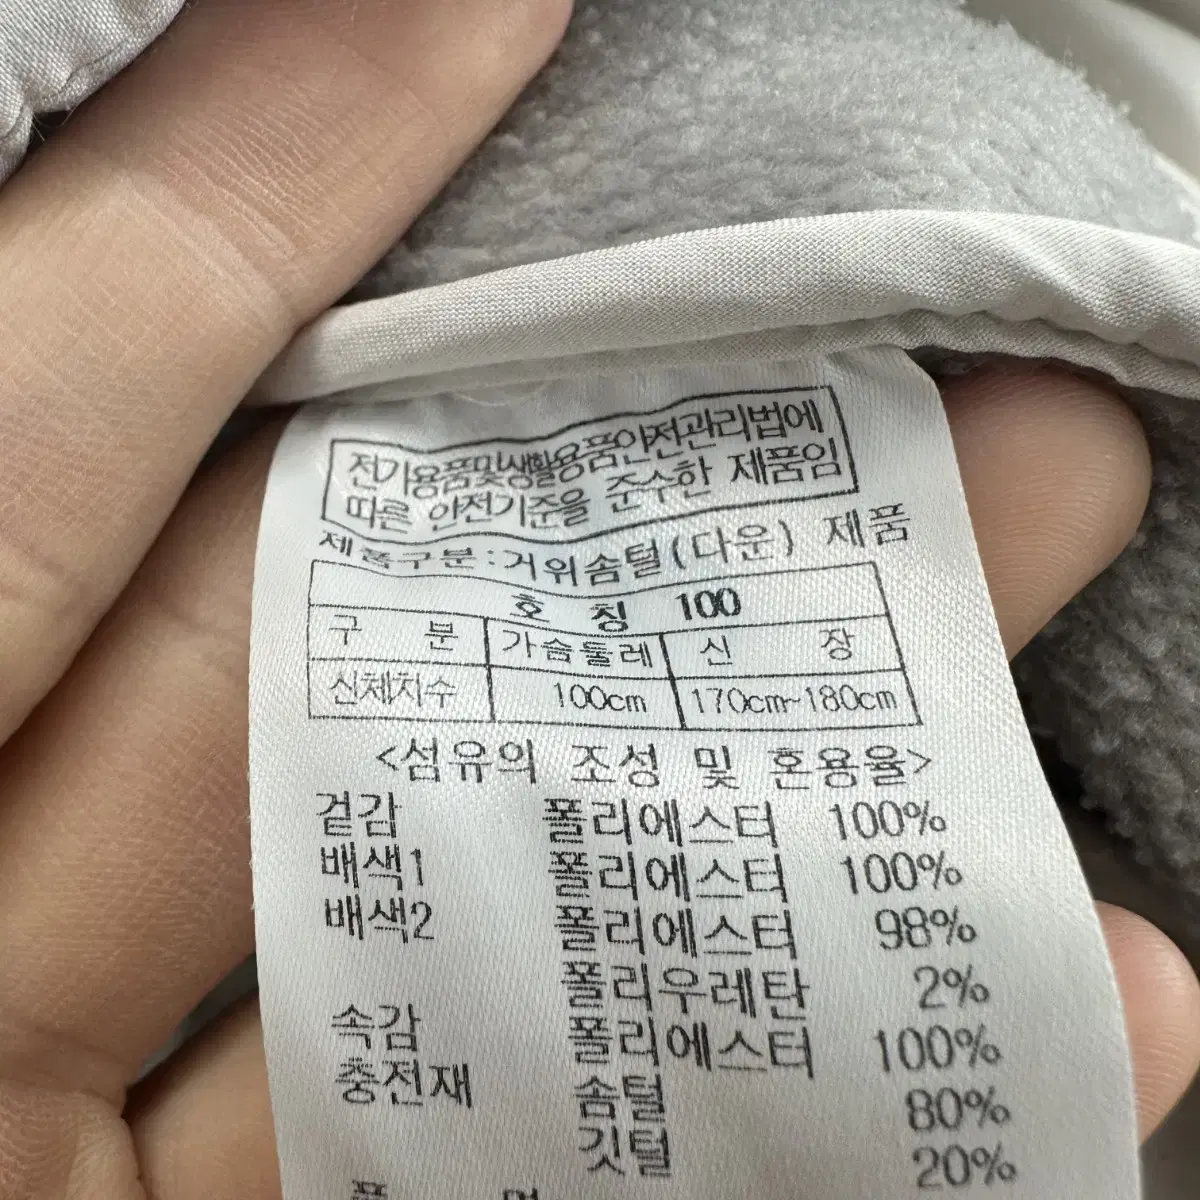 전기용품및생활용품안전관리법에
따른 안전기준을 준수한 제품임
제품구분:거위솜털(다운) 제품
호 칭 100
구 분 가슴둘레 신 장
신체치수 100cm 170cm~180cm
<섬유의 조성 및 혼용율>
겉감 폴리에스터 100%
배색1 폴리에스터 100%
배색2 폴리에스터 98%
폴리우레탄 2%
속감 폴리에스터 100%
충전재 솜털 80%
깃털 20%